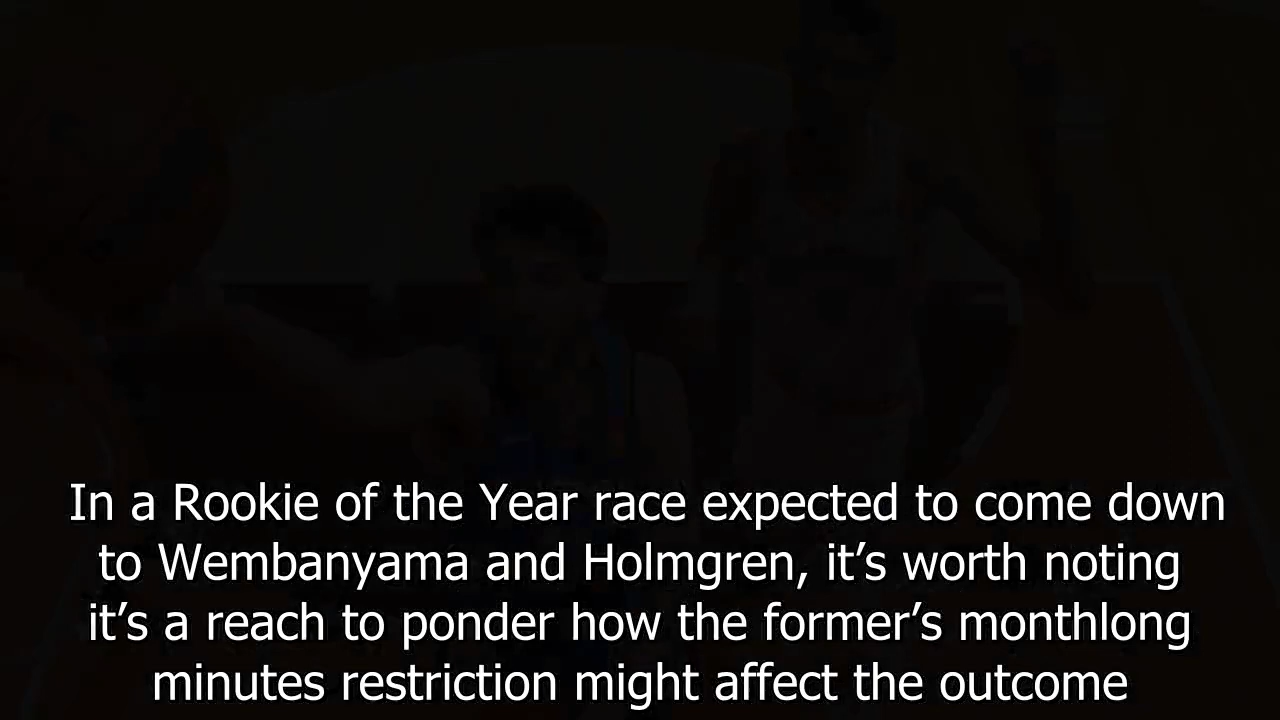 In a Rookie of the Year race expected to come down
to Wembanyama and Holmgren, it’s worth noting
it’s a reach to ponder how the former’s monthlong
minutes restriction might affect the outcome